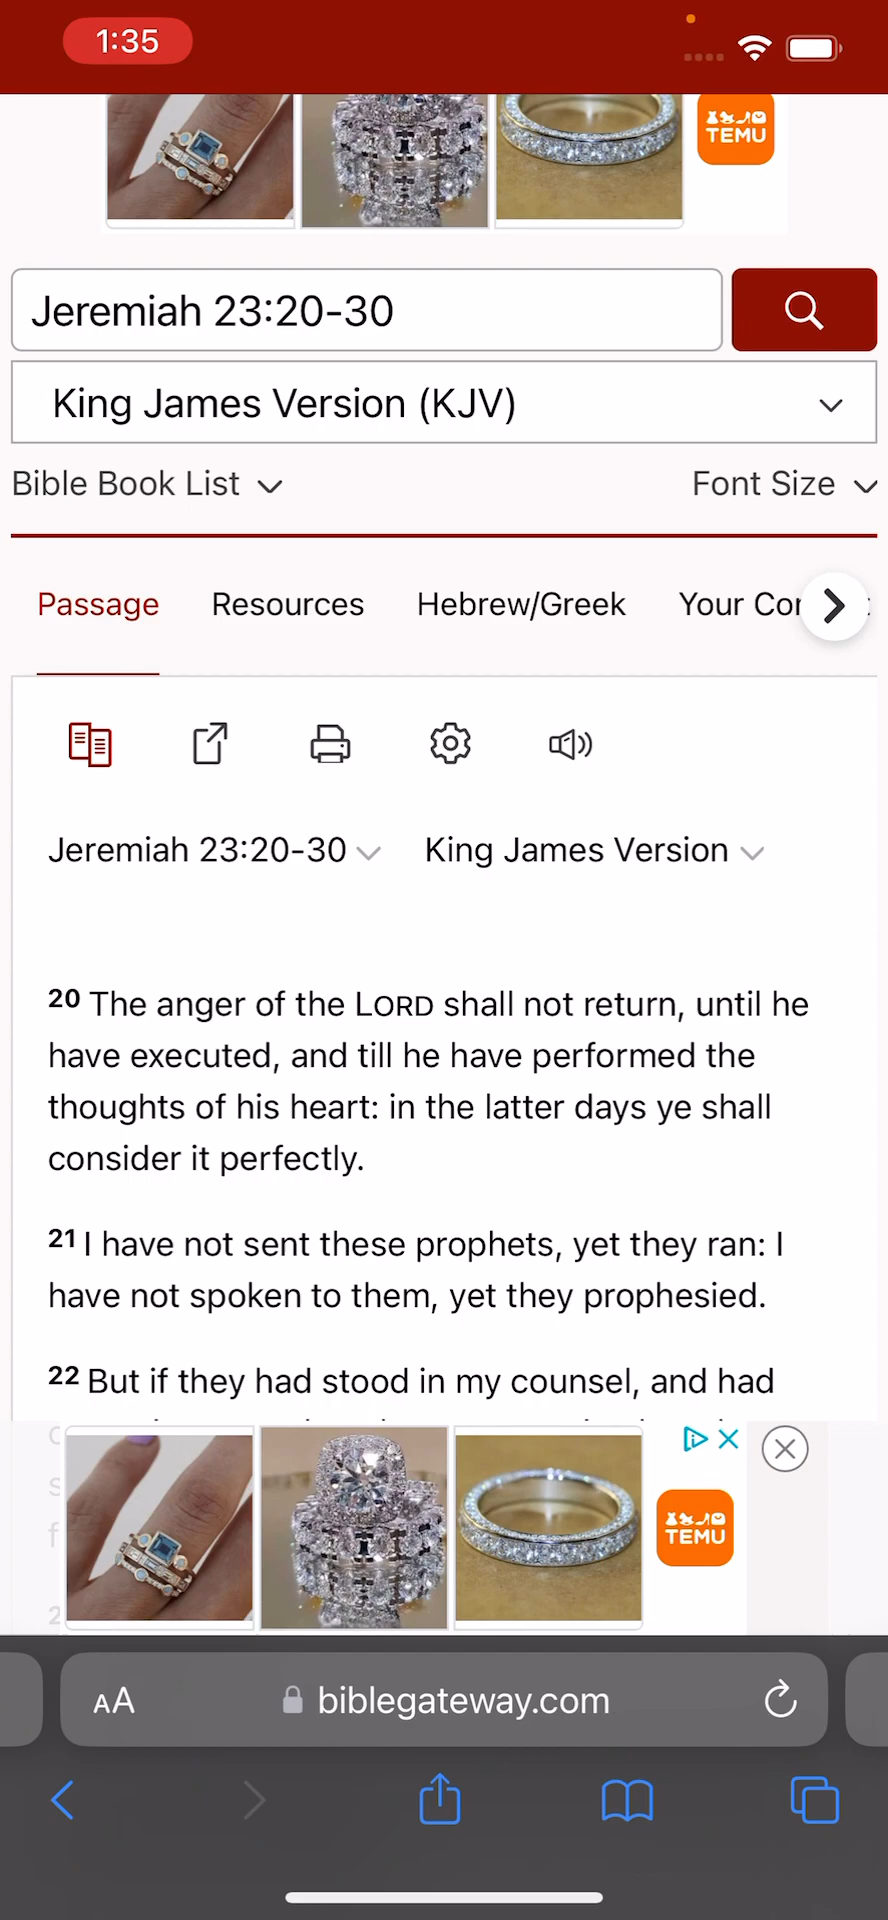 1:35
TEMU
Jeremiah 23:20-30
King James Version (KJV)
Bible Book List
Font Size
Passage Resources Hebrew/Greek Your Co
Jeremiah 23:20-30 King James Version
20 The anger of the LORD shall not return, until he
have executed, and till he have performed the
thoughts of his heart: in the latter days ye shall
consider it perfectly.
21 I have not sent these prophets, yet they ran: I
have not spoken to them, yet they prophesied.
22 But if they had stood in my counsel, and had
TEMU
AA biblegateway.com